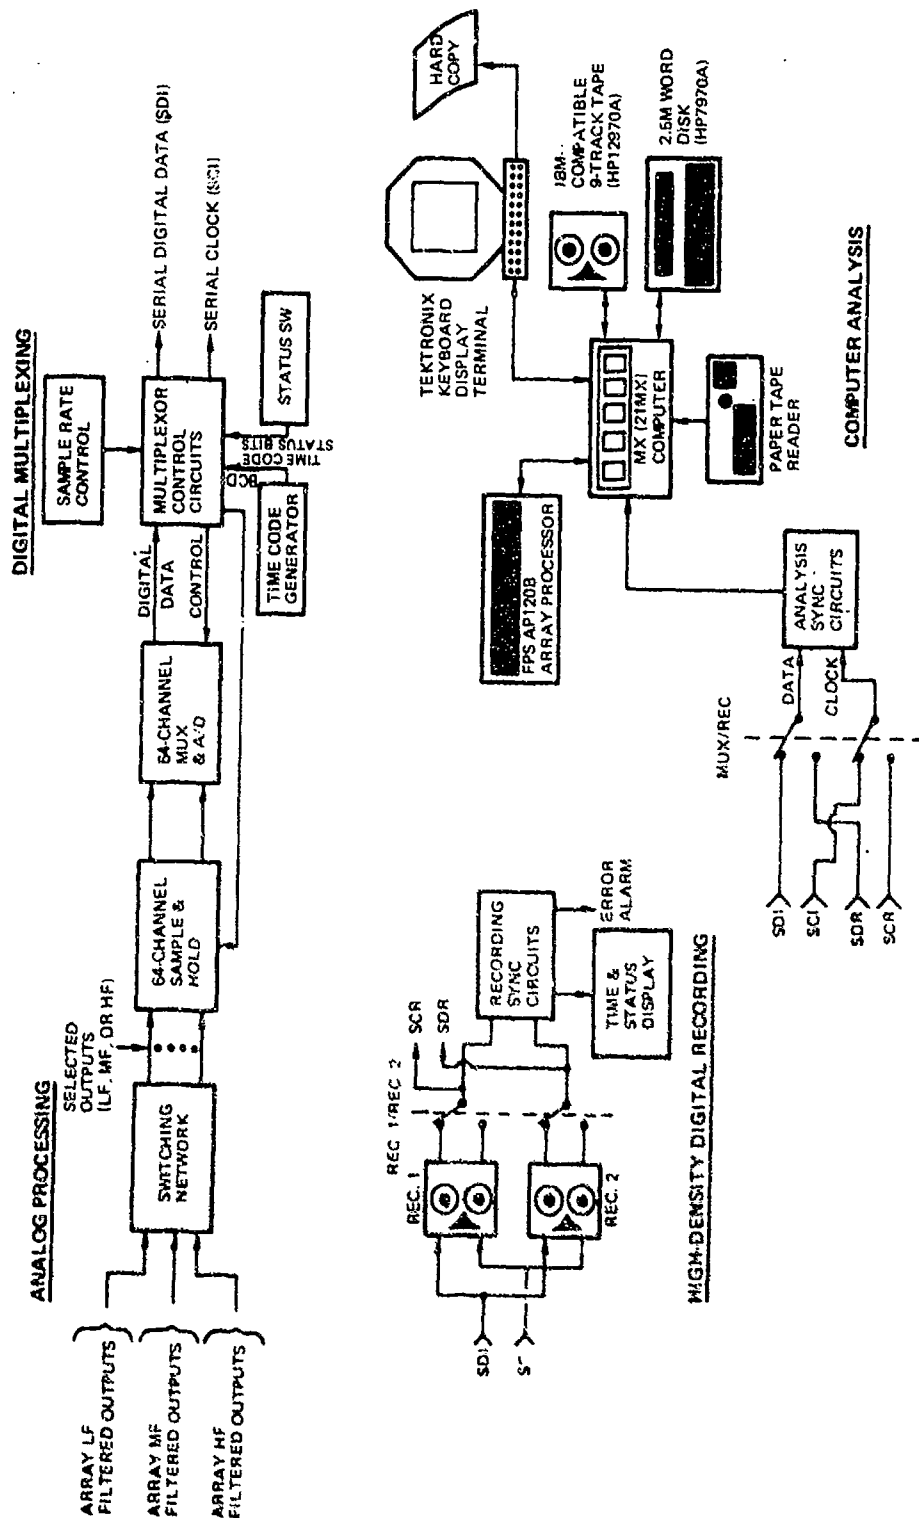 ANALOG PROCESSING
DIGITAL MULTIPLEXING
ARRAY LF
FILTERED OUTPUTS
ARRAY MF
FILTERED OUTPUTS
ARRAY HF
FILTERED OUTPUTS
SWITCHING
NETWORK
SELECTED
OUTPUTS
(LF, MF, OR HF)
64-CHANNEL
SAMPLE &
HOLD
64-CHANNEL
MUX
& A/D
DIGITAL
DATA
CONTROL
SAMPLE RATE
CONTROL
MULTIPLEXOR
CONTROL
CIRCUITS
SERIAL DIGITAL DATA (SDI)
SERIAL CLOCK (SCI)
BCD
TIME CODE
STATUS BITS
TIME CODE
GENERATOR
STATUS SW
SDI
REC. 1
REC. 2
REC 1/REC 2
SCR
SDR
RECORDING
SYNC
CIRCUITS
ERROR
ALARM
TIME &
STATUS
DISPLAY
HIGH-DENSITY DIGITAL RECORDING
TEKTRONIX
KEYBOARD
DISPLAY
TERMINAL
HARD
COPY
FPS AP120B
ARRAY PROCESSOR
MX (21MX)
COMPUTER
IBM-
COMPATIBLE
9-TRACK TAPE
(HP12970A)
2.5M WORD
DISK
(HP7970A)
PAPER TAPE
READER
MUX/REC
SDI
SCI
SDR
SCR
DATA
CLOCK
ANALYSIS
SYNC
CIRCUITS
COMPUTER ANALYSIS